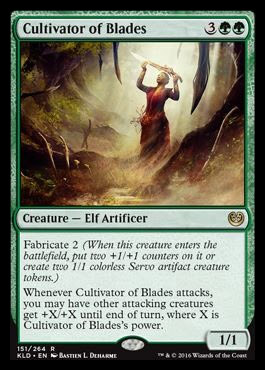 Cultivator of Blades 3
Creature — Elf Artificer
Fabricate 2 (When this creature enters the
battlefield, put two +1/+1 counters on it or
create two 1/1 colorless Servo artifact creature
tokens.)
Whenever Cultivator of Blades attacks,
you may have other attacking creatures
get +X/+X until end of turn, where X is
Cultivator of Blades's power.
1/1
151/264 R
KLD • EN Bastien L. Deharme
™ & © 2016 Wizards of the Coast